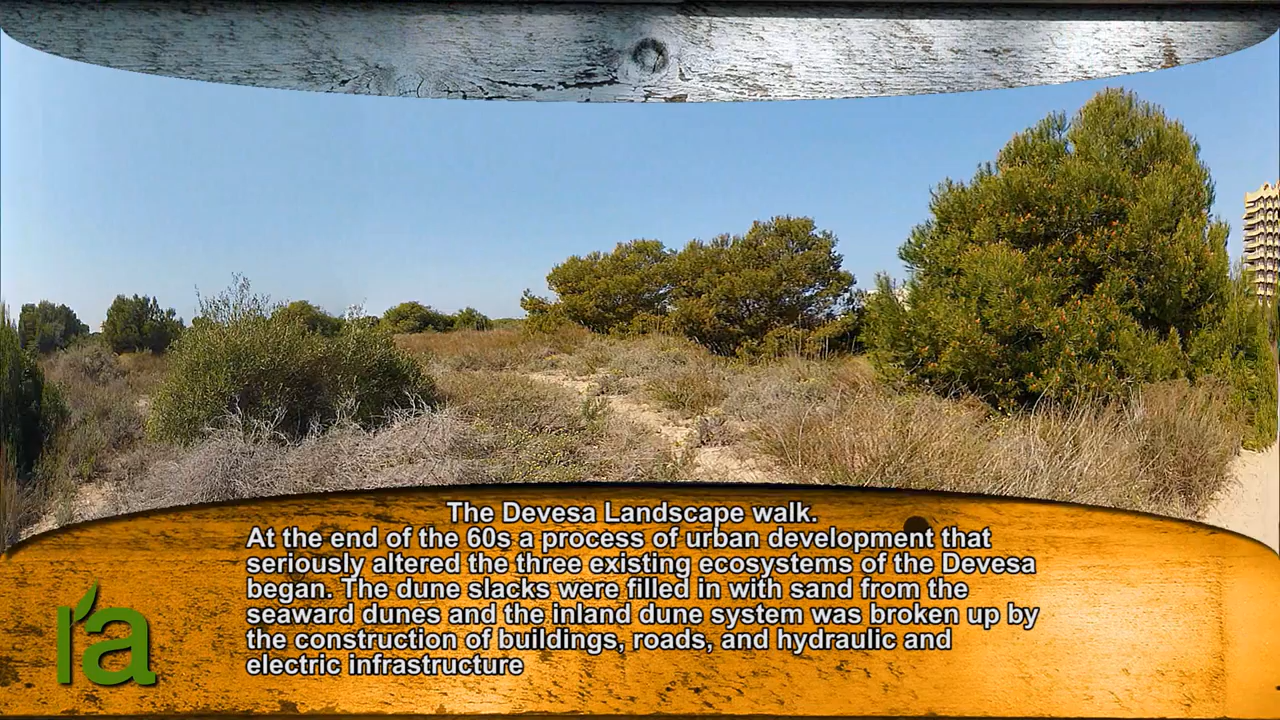 The Devesa Landscape walk.
At the end of the 60s a process of urban development that
seriously altered the three existing ecosystems of the Devesa
began. The dune slacks were filled in with sand from the
seaward dunes and the inland dune system was broken up by
the construction of buildings, roads, and hydraulic and
electric infrastructure
r'a